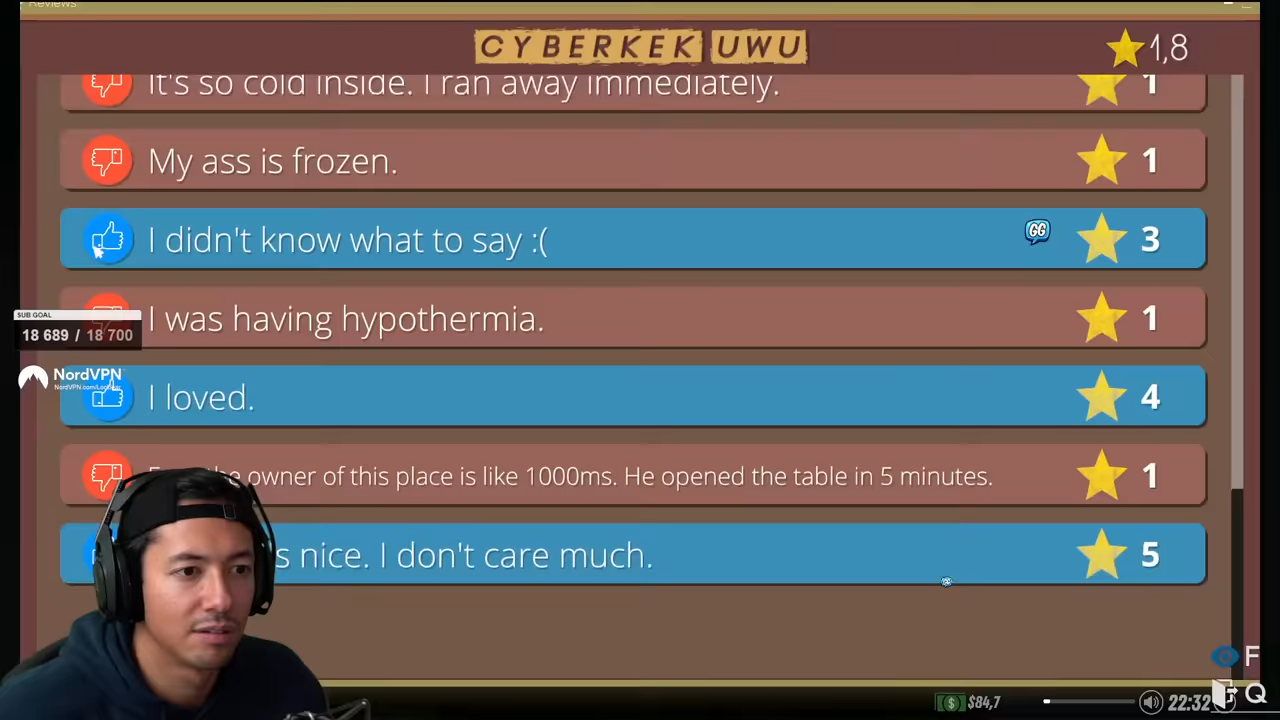 Reviews
CYBERKEK UWU
1,8
It's so cold inside. I ran away immediately.
1
My ass is frozen.
1
I didn't know what to say :(
GG
3
I was having hypothermia.
1
SUB GOAL
18 689 / 18 700
NordVPN
I loved.
4
owner of this place is like 1000ms. He opened the table in 5 minutes.
1
nice. I don't care much.
5
F
$84,7
22:32
Q